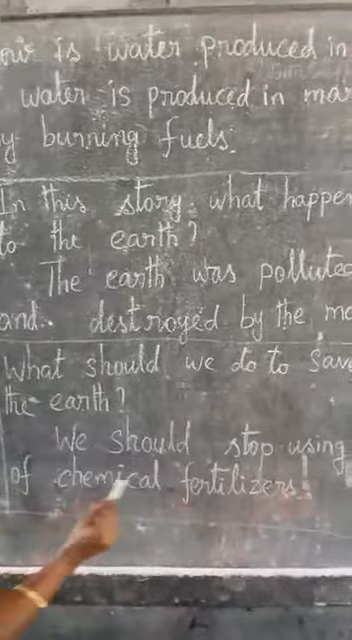 is water produced in
water is produced in
burning fuels.
In this story what happen
to the earth?
The earth was polluted
and destroyed by the
What should we do to save
the earth?
We should stop using
of chemical fertilizers!